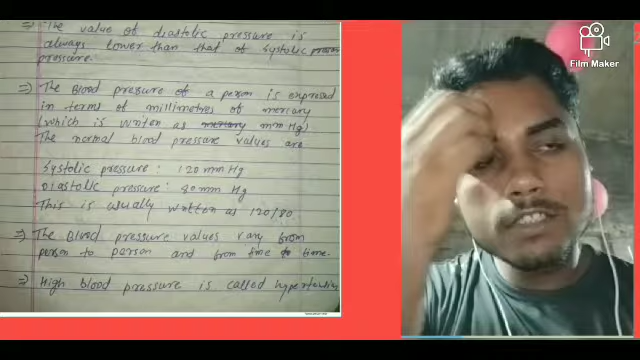 ⇒ The value of diastolic pressure is
always lower than that of systolic
pressure.
⇒ The Blood pressure of a person is expressed
in terms of millimetres of mercury
(which is writen as mm Hg)
The normal blood pressure values are
Systolic pressure : 120 mm Hg
Diastolic pressure : 80 mm Hg
This is usually written as 120/80
⇒ The Blood pressure values vary from
person to person and from time to time.
⇒ High blood pressure is called hypertension
Film Maker